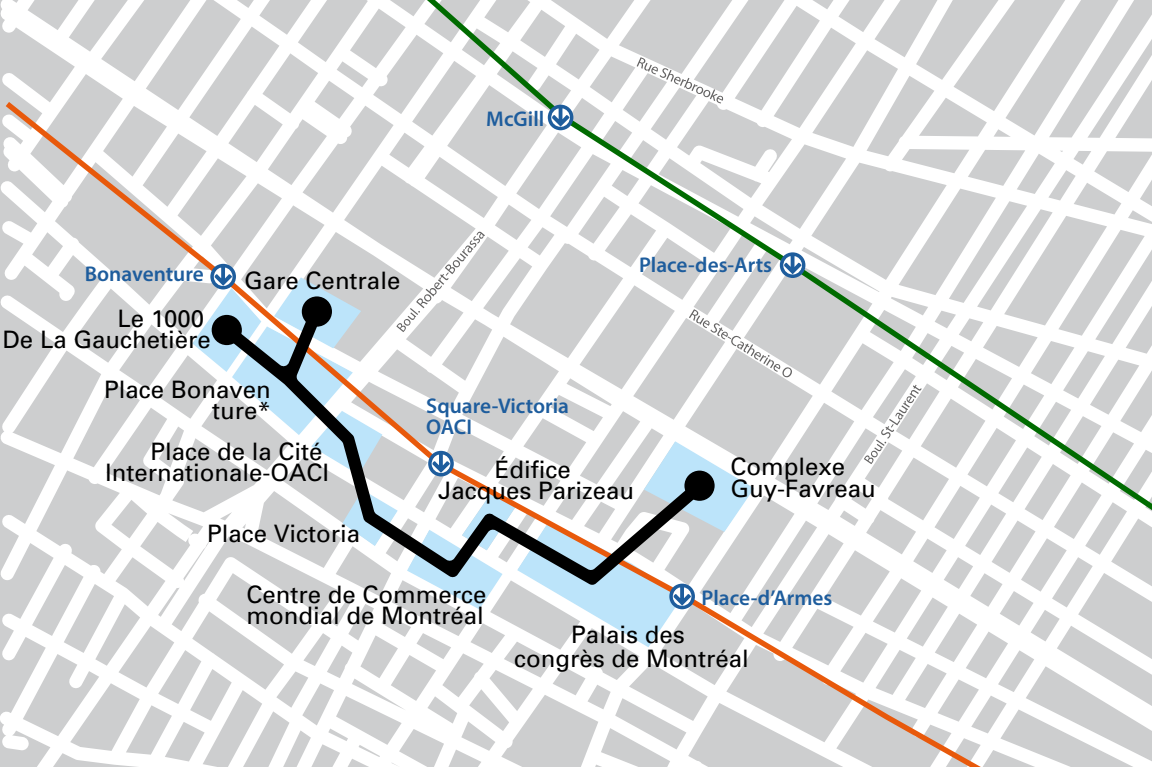 Rue Sherbrooke
McGill
Place-des-Arts
Boul. Robert-Bourassa
Bonaventure
Gare Centrale
Le 1000
De La Gauchetière
Rue Ste-Catherine O
Place Bonaven
ture*
Square-Victoria
OACI
Boul. St-Laurent
Place de la Cité
Internationale-OACI
Édifice
Jacques Parizeau
Complexe
Guy-Favreau
Place Victoria
Centre de Commerce
mondial de Montréal
Place-d'Armes
Palais des
congrès de Montréal